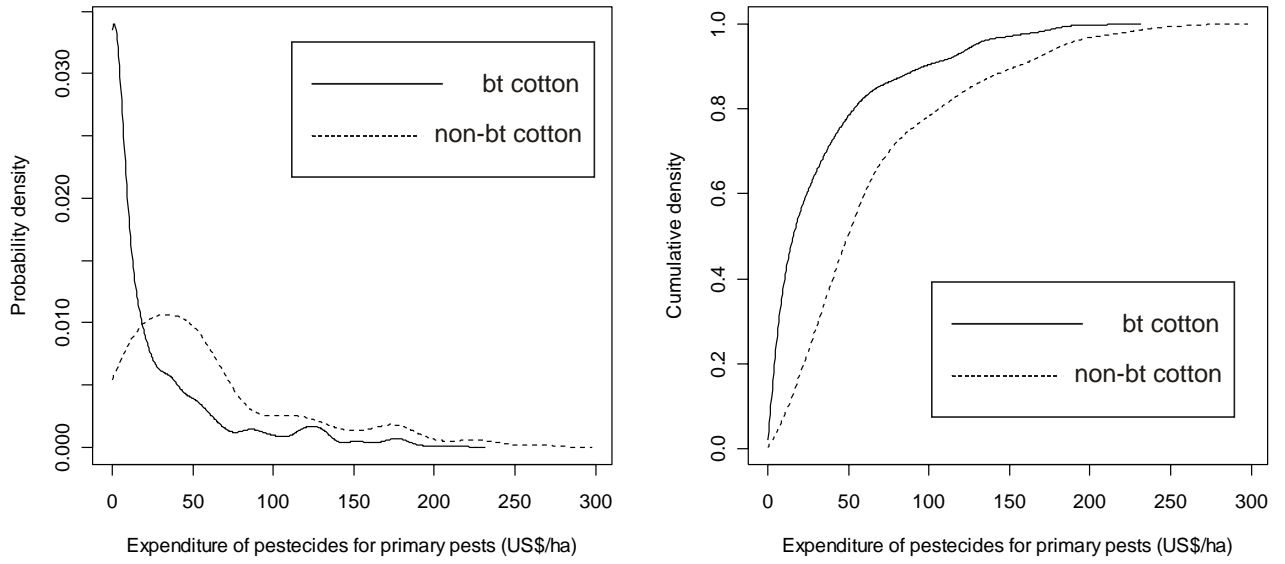 Probability density
0.000
0.010
0.020
0.030
bt cotton
non-bt cotton
0 50 100 150 200 250 300
Expenditure of pestecides for primary pests (US$/ha)
Cumulative density
0.0
0.2
0.4
0.6
0.8
1.0
bt cotton
non-bt cotton
0 50 100 150 200 250 300
Expenditure of pestecides for primary pests (US$/ha)